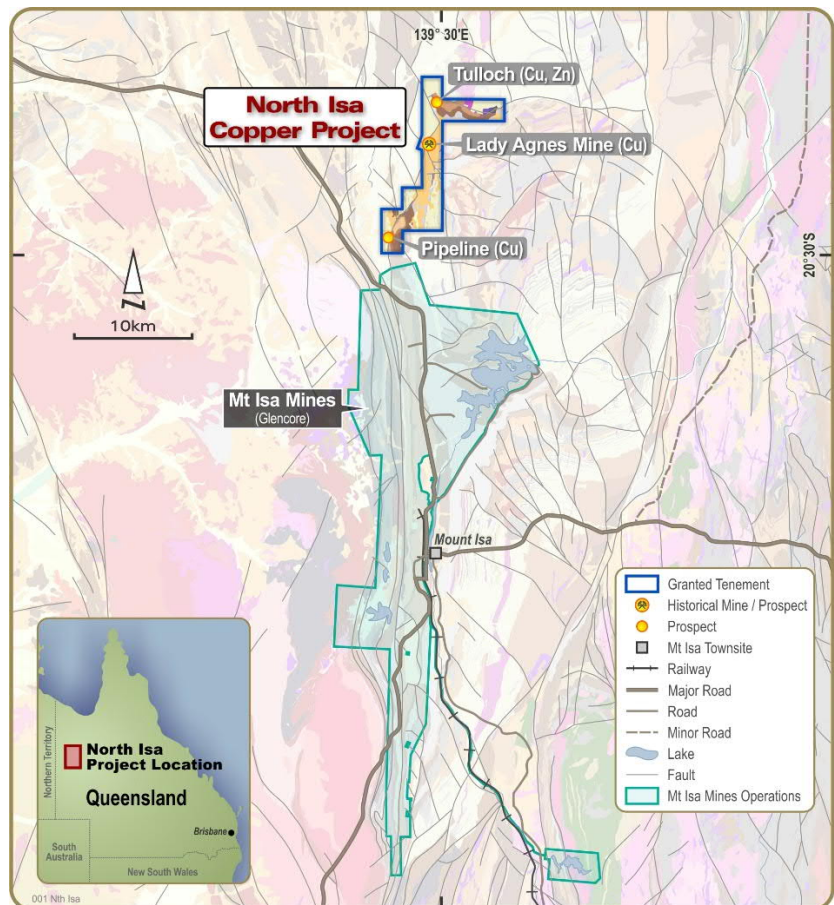 139° 30'E
Tulloch (Cu, Zn)
North Isa
Copper Project
Lady Agnes Mine (Cu)
Pipeline (Cu)
20°30'S
N
10km
Mt Isa Mines
(Glencore)
Mount Isa
Granted Tenement
Historical Mine / Prospect
Prospect
Mt Isa Townsite
Railway
Major Road
Road
Minor Road
Lake
Fault
Mt Isa Mines Operations
Northern Territory
North Isa
Project Location
Queensland
Brisbane
South
Australia
New South Wales
001 Nth Isa